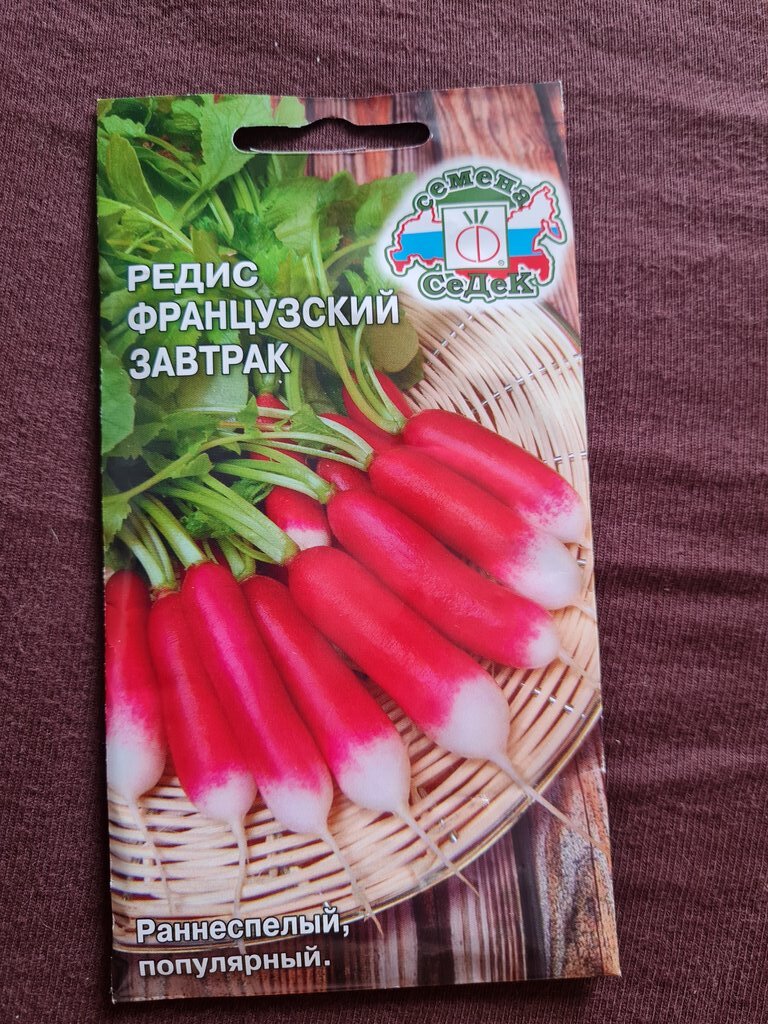 семена
СеДеК
РЕДИС
ФРАНЦУЗСКИЙ
ЗАВТРАК
Раннеспелый,
популярный.